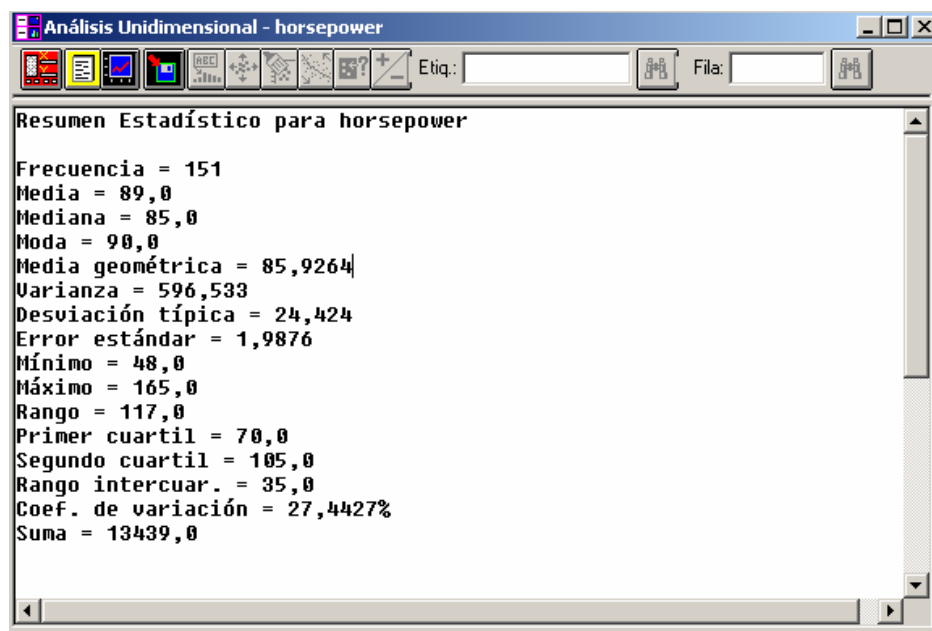 Análisis Unidimensional - horsepower
Etiq.: Fila:
Resumen Estadístico para horsepower
Frecuencia = 151
Media = 89,0
Mediana = 85,0
Moda = 90,0
Media geométrica = 85,9264
Varianza = 596,533
Desviación típica = 24,424
Error estándar = 1,9876
Mínimo = 48,0
Máximo = 165,0
Rango = 117,0
Primer cuartil = 70,0
Segundo cuartil = 105,0
Rango intercuar. = 35,0
Coef. de variación = 27,4427%
Suma = 13439,0